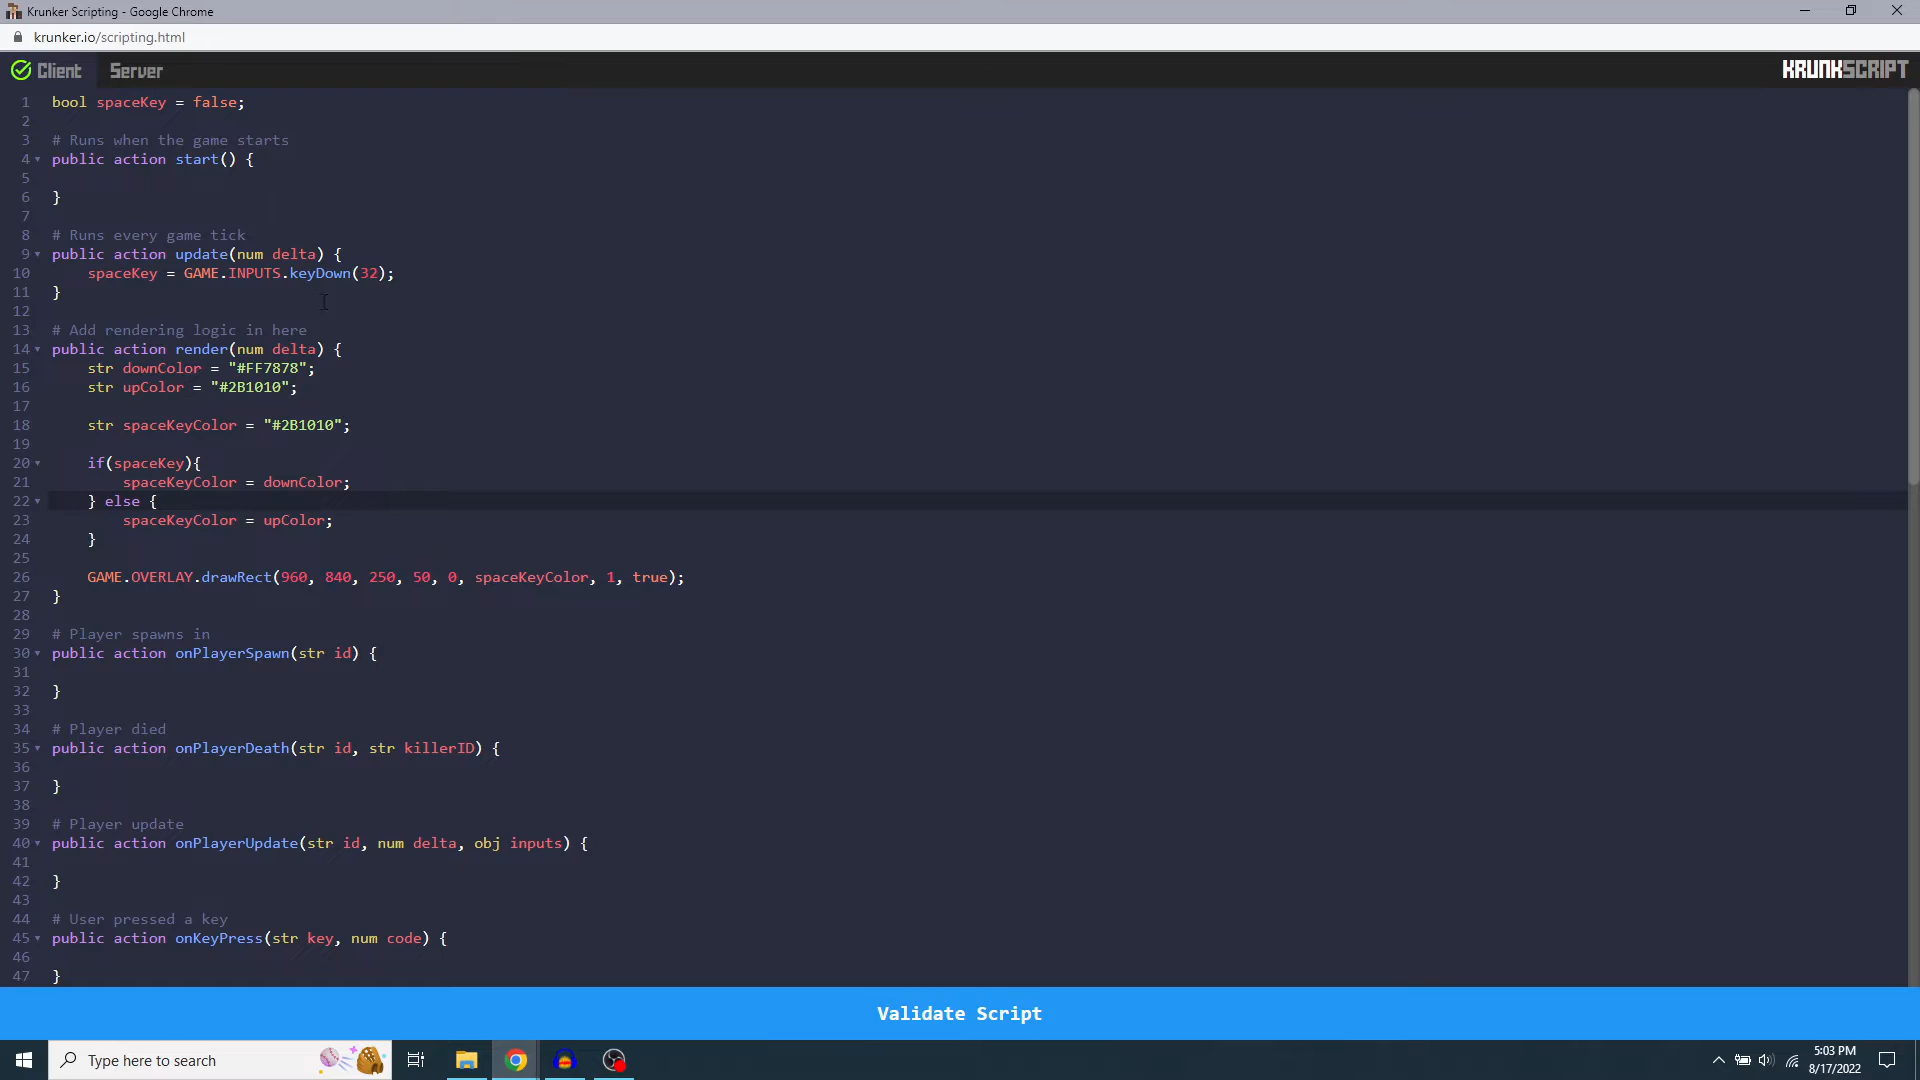 Krunker Scripting - Google Chrome
krunker.io/scripting.html
Client Server KRUNKSCRIPT
1 bool spaceKey = false;
2
3 # Runs when the game starts
4 public action start() {
5
6 }
7
8 # Runs every game tick
9 public action update(num delta) {
10 spaceKey = GAME.INPUTS.keyDown(32);
11 }
12
13 # Add rendering logic in here
14 public action render(num delta) {
15 str downColor = "#FF7878";
16 str upColor = "#2B1010";
17
18 str spaceKeyColor = "#2B1010";
19
20 if(spaceKey){
21 spaceKeyColor = downColor;
22 } else {
23 spaceKeyColor = upColor;
24 }
25
26 GAME.OVERLAY.drawRect(960, 840, 250, 50, 0, spaceKeyColor, 1, true);
27 }
28
29 # Player spawns in
30 public action onPlayerSpawn(str id) {
31
32 }
33
34 # Player died
35 public action onPlayerDeath(str id, str killerID) {
36
37 }
38
39 # Player update
40 public action onPlayerUpdate(str id, num delta, obj inputs) {
41
42 }
43
44 # User pressed a key
45 public action onKeyPress(str key, num code) {
46
47 }
Validate Script
Type here to search
5:03 PM
8/17/2022